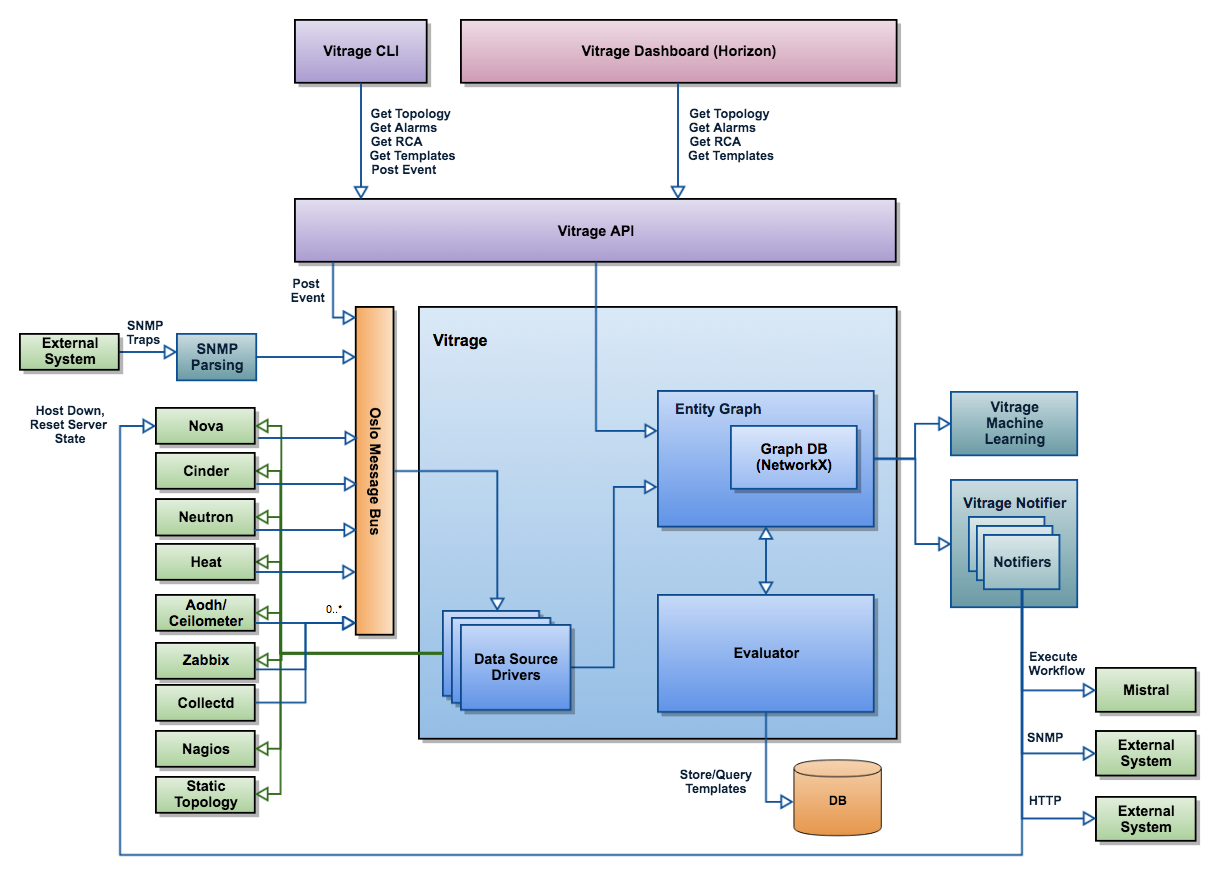 Vitrage CLI
Vitrage Dashboard (Horizon)
Get Topology
Get Alarms
Get RCA
Get Templates
Post Event
Get Topology
Get Alarms
Get RCA
Get Templates
Vitrage API
Post
Event
SNMP
Traps
External
System
SNMP
Parsing
Oslo Message Bus
Vitrage
Host Down,
Reset Server
State
Nova
Cinder
Neutron
Heat
Aodh/
Ceilometer
0..*
Zabbix
Collectd
Nagios
Static
Topology
Data Source
Drivers
Entity Graph
Graph DB
(NetworkX)
Evaluator
Store/Query
Templates
DB
Vitrage
Machine
Learning
Vitrage Notifier
Notifiers
Execute
Workflow
Mistral
SNMP
External
System
HTTP
External
System